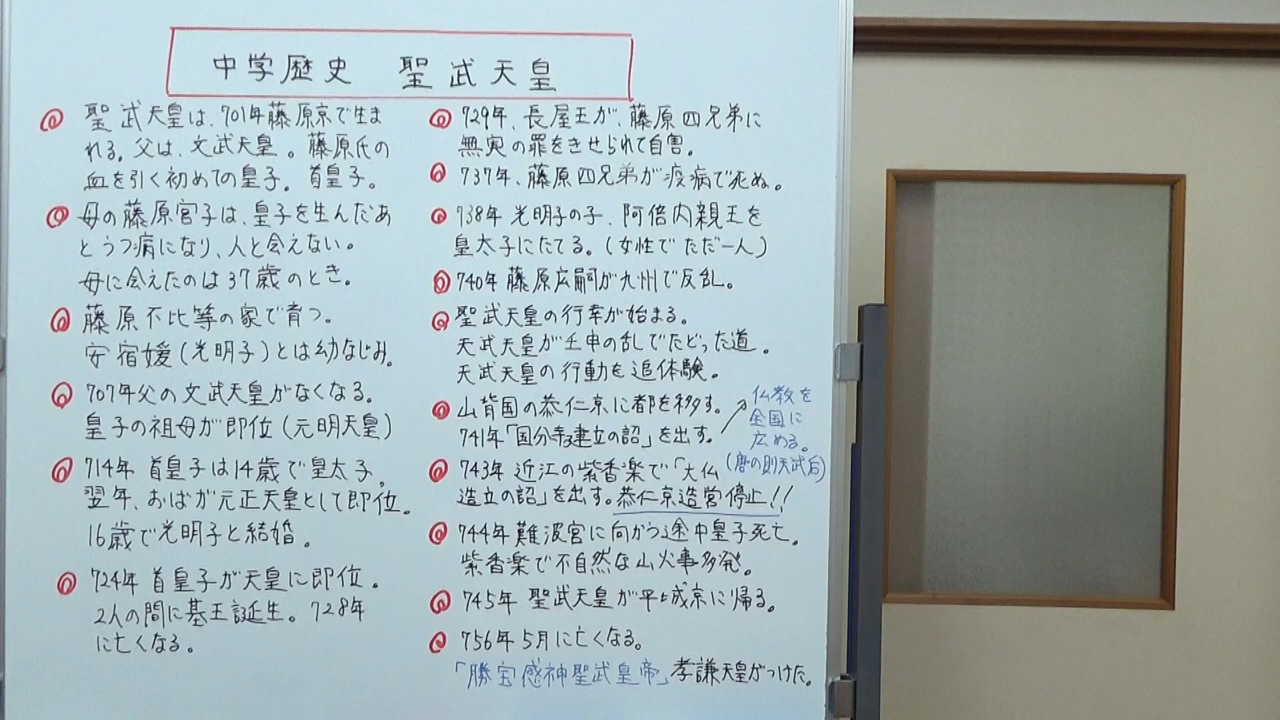 中学歴史 聖武天皇
聖武天皇は、701年藤原京で生ま
れる。父は、文武天皇。藤原氏の
血を引く初めての皇子。首皇子。
母の藤原宮子は、皇子を生んだあ
とうつ病になり、人と会えない。
母に会えたのは37歳のとき。
藤原不比等の家で育つ。
安宿媛(光明子)とは幼なじみ。
707年父の文武天皇がなくなる。
皇子の祖母が即位(元明天皇)
714年 首皇子は14歳で皇太子。
翌年、おばが元正天皇として即位。
16歳で光明子と結婚。
724年 首皇子が天皇に即位。
2人の間に基王誕生。728年
に亡くなる。
729年、長屋王が、藤原四兄弟に
無実の罪をきせられて自害。
737年、藤原四兄弟が疫病で死ぬ。
738年 光明子の子、阿倍内親王を
皇太子にたてる。(女性でただ一人)
740年 藤原広嗣が九州で反乱。
聖武天皇の行幸が始まる。
天武天皇が壬申の乱でたどった道。
天武天皇の行動を追体験。
山背国の恭仁京に都を移す。
741年「国分寺建立の詔」を出す。
仏教を
全国に
広める。
(唐の則天武后)
743年 近江の紫香楽で「大仏
造立の詔」を出す。恭仁京造営停止!!
744年 難波宮に向かう途中皇子死亡。
紫香楽で不自然な山火事多発。
745年 聖武天皇が平城京に帰る。
756年5月に亡くなる。
「勝宝感神聖武皇帝」孝謙天皇がつけた。